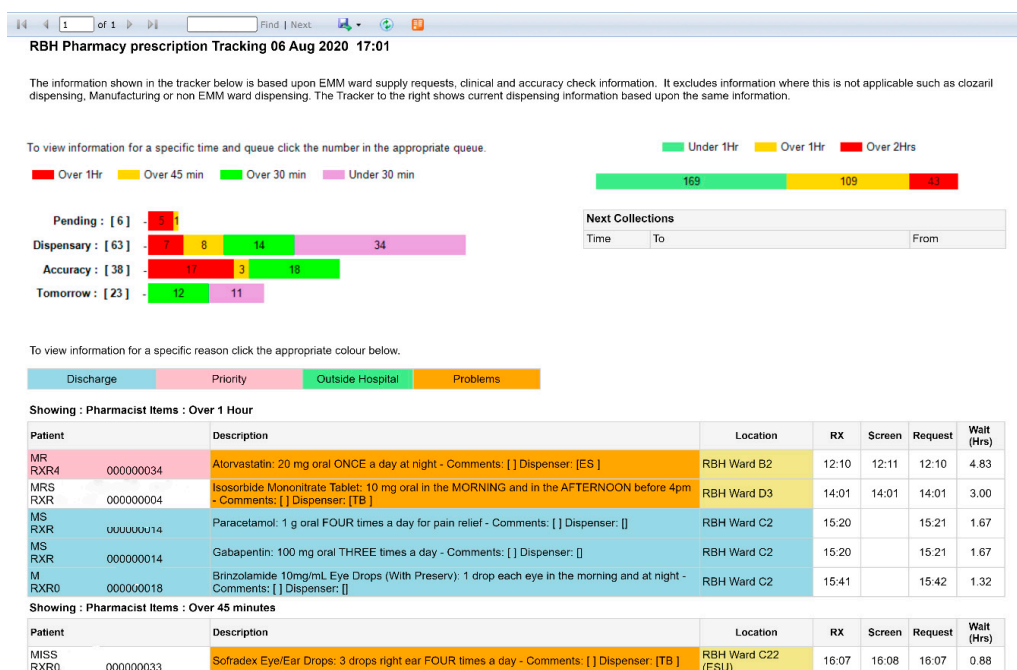 1 of 1 Find | Next
RBH Pharmacy prescription Tracking 06 Aug 2020 17:01
The information shown in the tracker below is based upon EMM ward supply requests, clinical and accuracy check information. It excludes information where this is not applicable such as clozaril
dispensing, Manufacturing or non EMM ward dispensing. The Tracker to the right shows current dispensing information based upon the same information.
To view information for a specific time and queue click the number in the appropriate queue.
Over 1Hr Over 45 min Over 30 min Under 30 min
Pending : [ 6 ] - 5 1
Dispensary : [ 63 ] - 7 8 14 34
Accuracy : [ 38 ] - 17 3 18
Tomorrow : [ 23 ] - 12 11
Under 1Hr Over 1Hr Over 2Hrs
169 109 43
Next Collections
Time To From
To view information for a specific reason click the appropriate colour below.
Discharge Priority Outside Hospital Problems
Showing : Pharmacist Items : Over 1 Hour
Patient Description Location RX Screen Request Wait
(Hrs)
MR
RXR4 000000034 Atorvastatin: 20 mg oral ONCE a day at night - Comments: [ ] Dispenser: [ES ] RBH Ward B2 12:10 12:11 12:10 4.83
MRS Isosorbide Mononitrate Tablet: 10 mg oral in the MORNING and in the AFTERNOON before 4pm
RXR 000000004 - Comments: [ ] Dispenser: [TB ] RBH Ward D3 14:01 14:01 14:01 3.00
MS
RXR 000000014 Paracetamol: 1 g oral FOUR times a day for pain relief - Comments: [ ] Dispenser: [] RBH Ward C2 15:20 15:21 1.67
MS
RXR 000000014 Gabapentin: 100 mg oral THREE times a day - Comments: [ ] Dispenser: [] RBH Ward C2 15:20 15:21 1.67
M Brinzolamide 10mg/mL Eye Drops (With Preserv): 1 drop each eye in the morning and at night -
RXR0 000000018 Comments: [ ] Dispenser: [] RBH Ward C2 15:41 15:42 1.32
Showing : Pharmacist Items : Over 45 minutes
Patient Description Location RX Screen Request Wait
(Hrs)
MISS RBH Ward C22
RXR0 000000033 Sofradex Eye/Ear Drops: 3 drops right ear FOUR times a day - Comments: [ ] Dispenser: [TB ] (ESU) 16:07 16:08 16:07 0.88